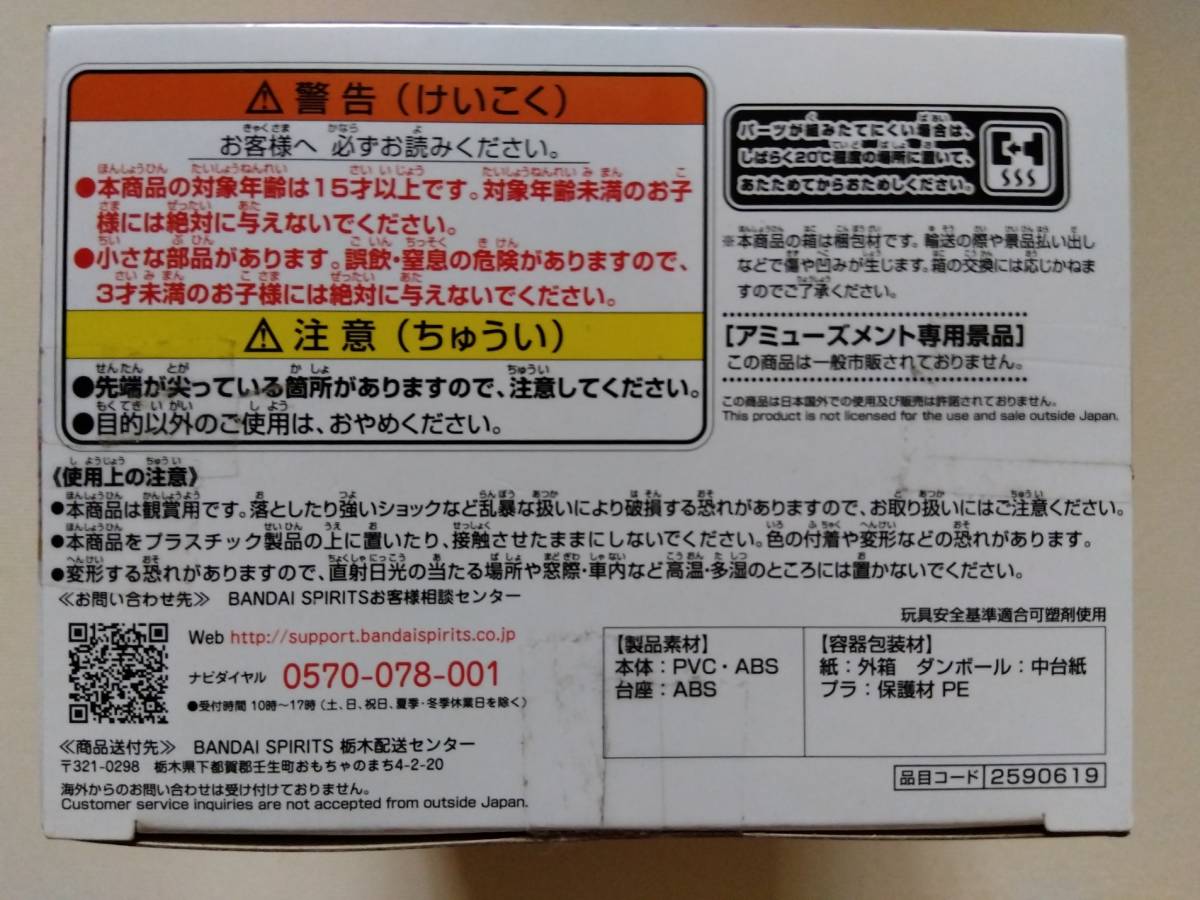 ⚠警告(けいこく)
お客様へ 必ずお読みください。
●本商品の対象年齢は15才以上です。対象年齢未満のお子
様には絶対に与えないでください。
●小さな部品があります。誤飲・窒息の危険がありますので、
3才未満のお子様には絶対に与えないでください。
⚠注意(ちゅうい)
●先端が尖っている箇所がありますので、注意してください。
●目的以外のご使用は、おやめください。
パーツが組みたてにくい場合は、
しばらく20℃程度の場所に置いて、
あたためてからおためしください。
※本商品の箱は梱包材です。輸送の際や景品払い出し
などで傷や凹みが生じます。箱の交換には応じかねま
すのでご了承ください。
【アミューズメント専用景品】
この商品は一般市販されておりません。
この商品は日本国外での使用及び販売は許諾されておりません。
This product is not licensed for the use and sale outside Japan.
《使用上の注意》
●本商品は観賞用です。落としたり強いショックなど乱暴な扱いにより破損する恐れがありますので、お取り扱いにはご注意ください。
●本商品をプラスチック製品の上に置いたり、接触させたままにしないでください。色の付着や変形などの恐れがあります。
●変形する恐れがありますので、直射日光の当たる場所や窓際・車内など高温・多湿のところには置かないでください。
≪お問い合わせ先≫ BANDAI SPIRITSお客様相談センター
Web http://support.bandaispirits.co.jp
ナビダイヤル 0570-078-001
●受付時間 10時〜17時 (土、日、祝日、夏季・冬季休業日を除く)
≪商品送付先≫ BANDAI SPIRITS 栃木配送センター
〒321-0298 栃木県下都賀郡壬生町おもちゃのまち4-2-20
海外からのお問い合わせは受け付けておりません。
Customer service inquiries are not accepted from outside Japan.
玩具安全基準適合可塑剤使用
【製品素材】
本体：PVC・ABS
台座：ABS
【容器包装材】
紙：外箱 ダンボール：中台紙
プラ：保護材 PE
品目コード 2590619